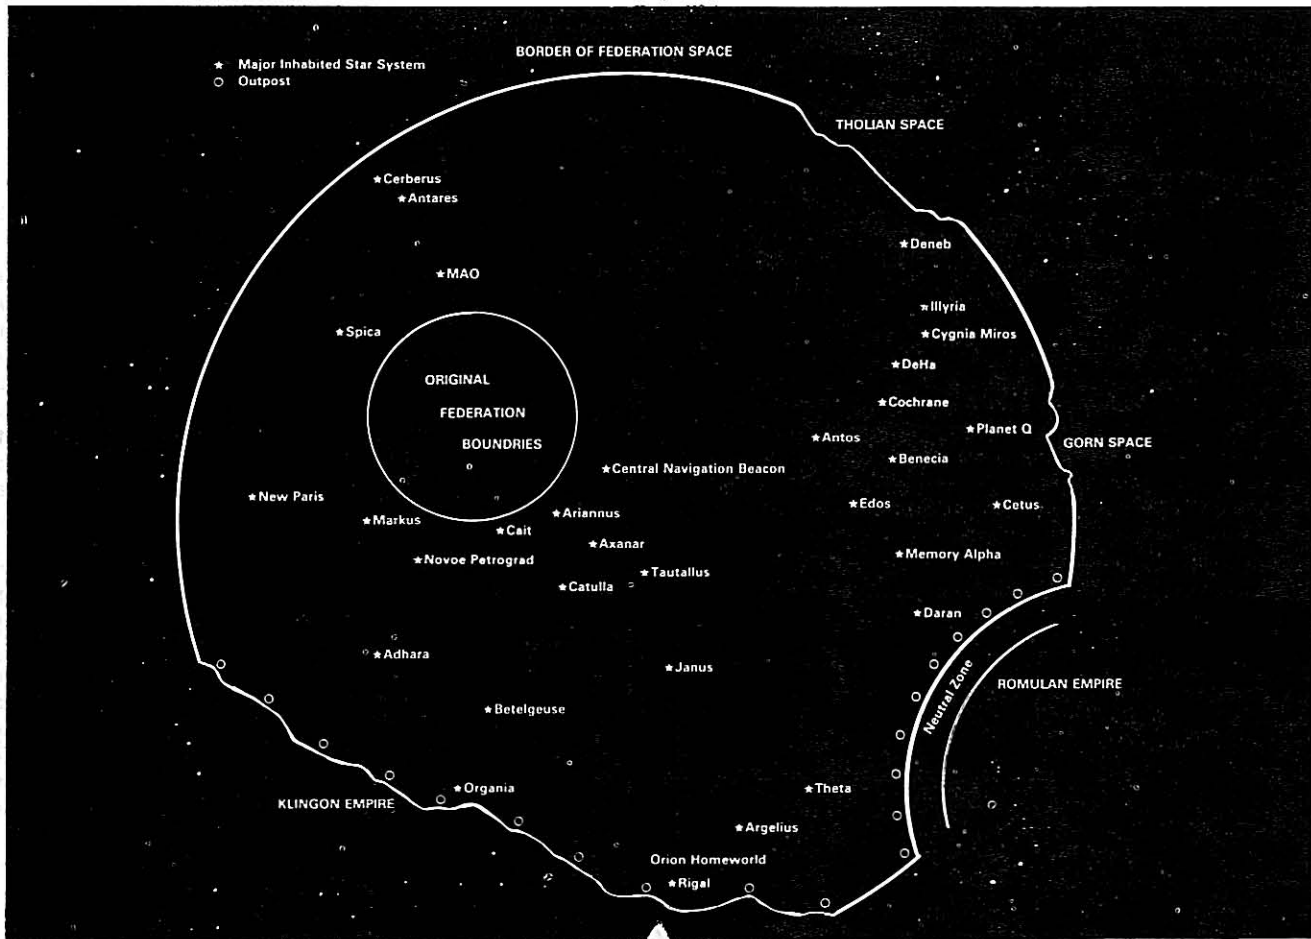 BORDER OF FEDERATION SPACE
★ Major Inhabited Star System
○ Outpost
THOLIAN SPACE
Cerberus
Antares
Deneb
MAO
Illyria
Spica
Cygnia Miros
DeHa
ORIGINAL
FEDERATION
BOUNDRIES
Cochrane
Planet Q
Antos
GORN SPACE
Benecia
Central Navigation Beacon
New Paris
Edos
Cetus
Ariannus
Markus
Cait
Axanar
Memory Alpha
Novoe Petrograd
Tautallus
Catulla
Daran
Adhara
Janus
Neutral Zone
ROMULAN EMPIRE
Betelgeuse
Organia
Theta
KLINGON EMPIRE
Argelius
Orion Homeworld
Rigal